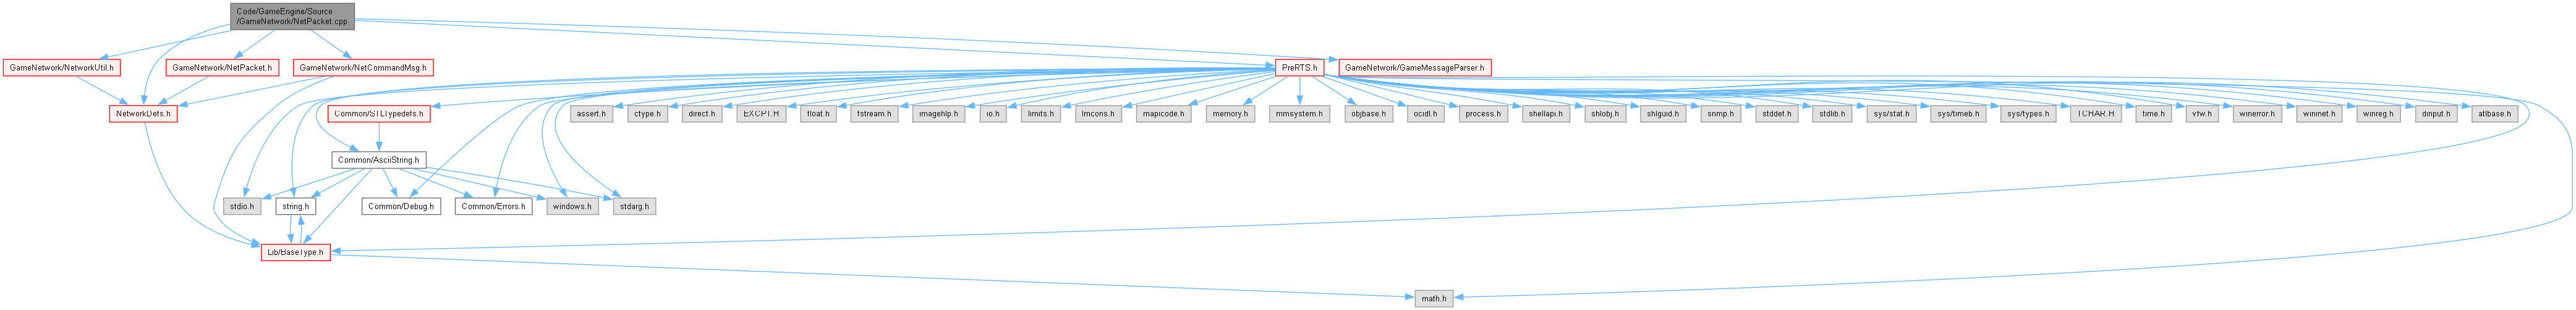 Code/GameEngine/Source
/GameNetwork/NetPacket.cpp
GameNetwork/NetworkUtil.h
GameNetwork/NetPacket.h
GameNetwork/NetCommandMsg.h
PreRTS.h
GameNetwork/GameMessageParser.h
NetworkDefs.h
Common/STLTypedefs.h
assert.h
ctype.h
direct.h
EXCPT.H
float.h
fstream.h
imagehlp.h
io.h
limits.h
lmcons.h
mapicode.h
memory.h
mmsystem.h
objbase.h
ocidl.h
process.h
shellapi.h
shlobj.h
shlguid.h
snmp.h
stddef.h
stdlib.h
sys/stat.h
sys/timeb.h
sys/types.h
TCHAR.H
time.h
vfw.h
winerror.h
wininet.h
winreg.h
dinput.h
atlbase.h
Common/AsciiString.h
stdio.h
string.h
Common/Debug.h
Common/Errors.h
windows.h
stdarg.h
Lib/BaseType.h
math.h